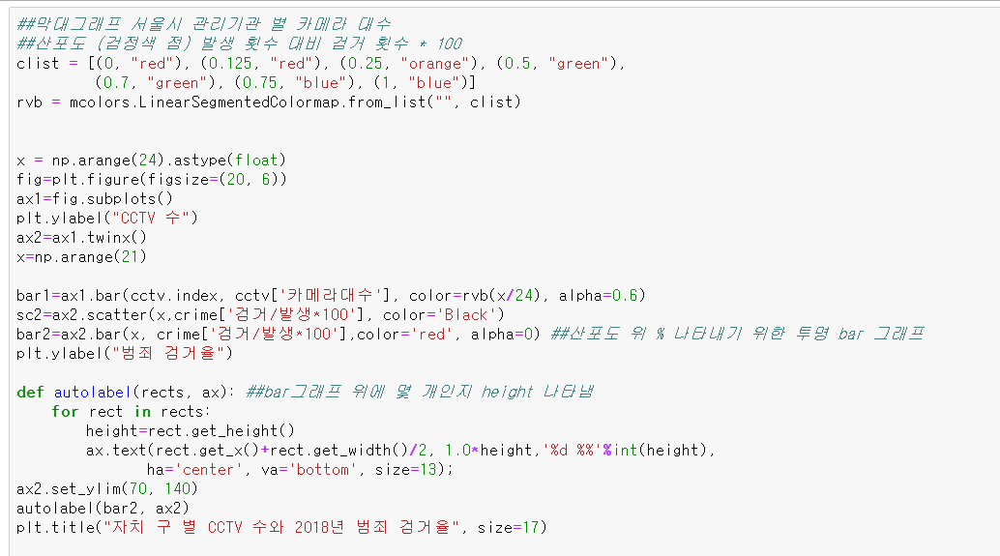 ##막대그래프 서울시 관리기관 별 카메라 대수
##산포도 (검정색 점) 발생 횟수 대비 검거 횟수 * 100
clist = [(0, "red"), (0.125, "red"), (0.25, "orange"), (0.5, "green"),
         (0.7, "green"), (0.75, "blue"), (1, "blue")]
rvb = mcolors.LinearSegmentedColormap.from_list("", clist)
x = np.arange(24).astype(float)
fig=plt.figure(figsize=(20, 6))
ax1=fig.subplots()
plt.ylabel("CCTV 수")
ax2=ax1.twinx()
x=np.arange(21)
bar1=ax1.bar(cctv.index, cctv['카메라대수'], color=rvb(x/24), alpha=0.6)
sc2=ax2.scatter(x,crime['검거/발생*100'], color='Black')
bar2=ax2.bar(x, crime['검거/발생*100'],color='red', alpha=0) ##산포도 위 % 나타내기 위한 투명 bar 그래프
plt.ylabel("범죄 검거율")
def autolabel(rects, ax): ##bar그래프 위에 몇 개인지 height 나타냄
    for rect in rects:
        height=rect.get_height()
        ax.text(rect.get_x()+rect.get_width()/2, 1.0*height,'%d %%'%int(height),
               ha='center', va='bottom', size=13);
ax2.set_ylim(70, 140)
autolabel(bar2, ax2)
plt.title("자치 구 별 CCTV 수와 2018년 범죄 검거율", size=17)